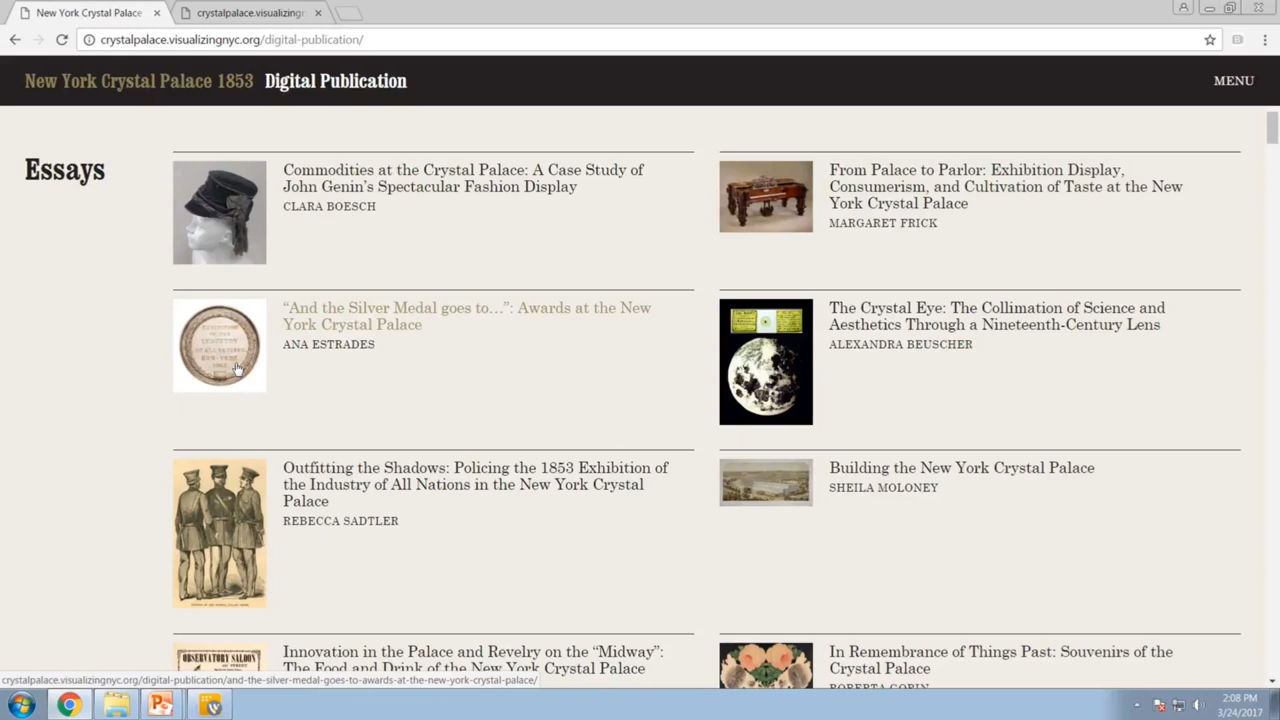 New York Crystal Palace
crystalpalace.visualizingn
crystalpalace.visualizingnyc.org/digital-publication/
New York Crystal Palace 1853 Digital Publication
MENU
Essays
Commodities at the Crystal Palace: A Case Study of
John Genin's Spectacular Fashion Display
CLARA BOESCH
From Palace to Parlor: Exhibition Display,
Consumerism, and Cultivation of Taste at the New
York Crystal Palace
MARGARET FRICK
“And the Silver Medal goes to…”: Awards at the New
York Crystal Palace
ANA ESTRADES
The Crystal Eye: The Collimation of Science and
Aesthetics Through a Nineteenth-Century Lens
ALEXANDRA BEUSCHER
Outfitting the Shadows: Policing the 1853 Exhibition of
the Industry of All Nations in the New York Crystal
Palace
REBECCA SADTLER
Building the New York Crystal Palace
SHEILA MOLONEY
OBSERVATORY SALOON
Innovation in the Palace and Revelry on the “Midway”:
The Food and Drink of the New York Crystal Palace
In Remembrance of Things Past: Souvenirs of the
Crystal Palace
ROBERTA GORIN
crystalpalace.visualizingnyc.org/digital-publication/and-the-silver-medal-goes-to-awards-at-the-new-york-crystal-palace/
2:08 PM
3/24/2017